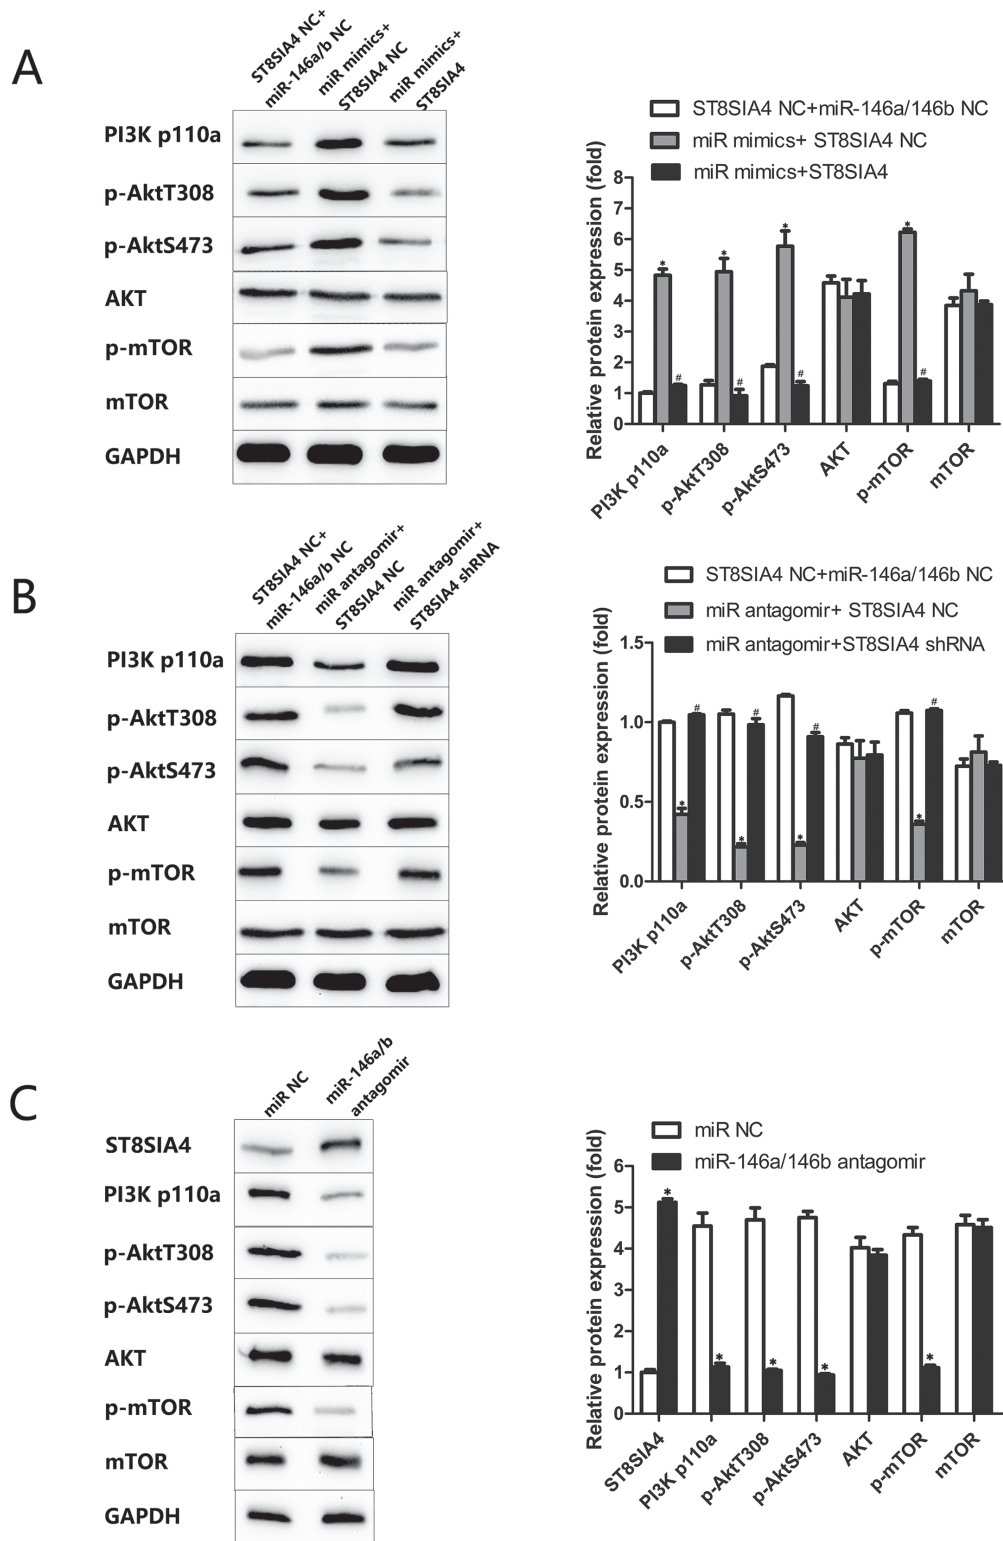 A
ST8SIA4 NC+
miR-146a/b NC
miR mimics+
ST8SIA4 NC
miR mimics+
ST8SIA4
PI3K p110a
p-AktT308
p-AktS473
AKT
p-mTOR
mTOR
GAPDH
ST8SIA4 NC+miR-146a/146b NC
miR mimics+ ST8SIA4 NC
miR mimics+ST8SIA4
Relative protein expression (fold)
8
7
6
5
4
3
2
1
0
* # * # * # * #
PI3K p110a
p-AktT308
p-AktS473
AKT
p-mTOR
mTOR
B
ST8SIA4 NC+
miR-146a/b NC
miR antagomir+
ST8SIA4 NC
miR antagomir+
ST8SIA4 shRNA
PI3K p110a
p-AktT308
p-AktS473
AKT
p-mTOR
mTOR
GAPDH
ST8SIA4 NC+miR-146a/146b NC
miR antagomir+ ST8SIA4 NC
miR antagomir+ST8SIA4 shRNA
Relative protein expression (fold)
1.5
1.0
0.5
0.0
* # * # * # * #
PI3K p110a
p-AktT308
p-AktS473
AKT
p-mTOR
mTOR
C
miR NC
miR-146a/b
antagomir
ST8SIA4
PI3K p110a
p-AktT308
p-AktS473
AKT
p-mTOR
mTOR
GAPDH
miR NC
miR-146a/146b antagomir
Relative protein expression (fold)
6
5
4
3
2
1
0
* * * * *
ST8SIA4
PI3K p110a
p-AktT308
p-AktS473
AKT
p-mTOR
mTOR